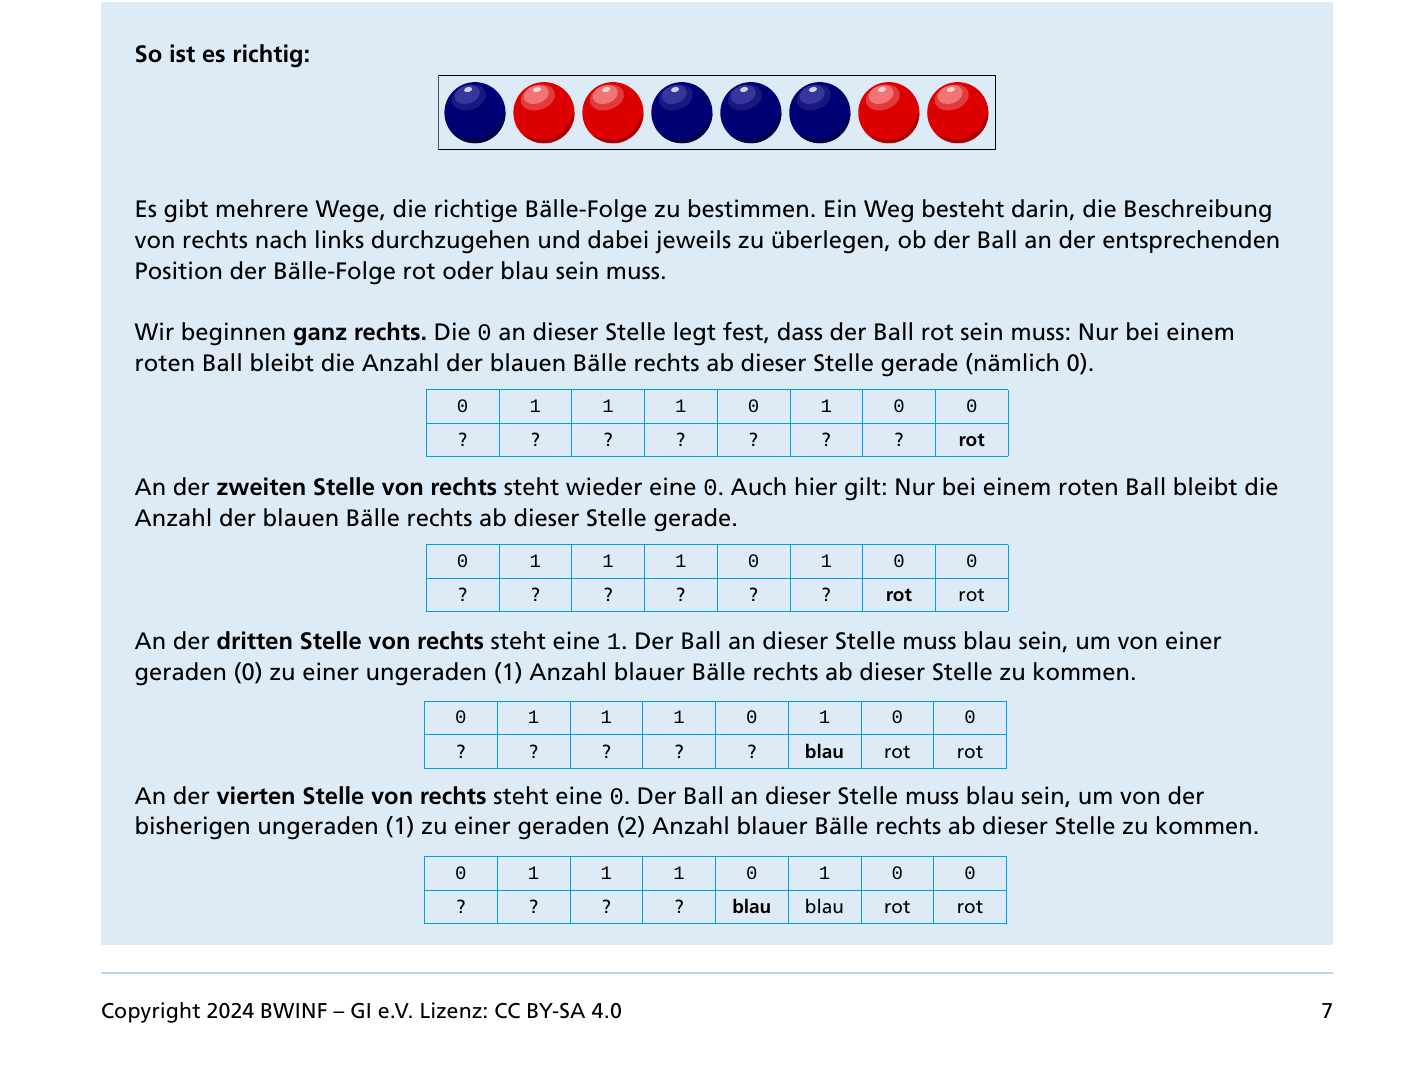 So ist es richtig:
Es gibt mehrere Wege, die richtige Bälle-Folge zu bestimmen. Ein Weg besteht darin, die Beschreibung
von rechts nach links durchzugehen und dabei jeweils zu überlegen, ob der Ball an der entsprechenden
Position der Bälle-Folge rot oder blau sein muss.
Wir beginnen ganz rechts. Die 0 an dieser Stelle legt fest, dass der Ball rot sein muss: Nur bei einem
roten Ball bleibt die Anzahl der blauen Bälle rechts ab dieser Stelle gerade (nämlich 0).
0 1 1 1 0 1 0 0
? ? ? ? ? ? ? rot
An der zweiten Stelle von rechts steht wieder eine 0. Auch hier gilt: Nur bei einem roten Ball bleibt die
Anzahl der blauen Bälle rechts ab dieser Stelle gerade.
0 1 1 1 0 1 0 0
? ? ? ? ? ? rot rot
An der dritten Stelle von rechts steht eine 1. Der Ball an dieser Stelle muss blau sein, um von einer
geraden (0) zu einer ungeraden (1) Anzahl blauer Bälle rechts ab dieser Stelle zu kommen.
0 1 1 1 0 1 0 0
? ? ? ? ? blau rot rot
An der vierten Stelle von rechts steht eine 0. Der Ball an dieser Stelle muss blau sein, um von der
bisherigen ungeraden (1) zu einer geraden (2) Anzahl blauer Bälle rechts ab dieser Stelle zu kommen.
0 1 1 1 0 1 0 0
? ? ? ? blau blau rot rot
Copyright 2024 BWINF – GI e.V. Lizenz: CC BY-SA 4.0 7